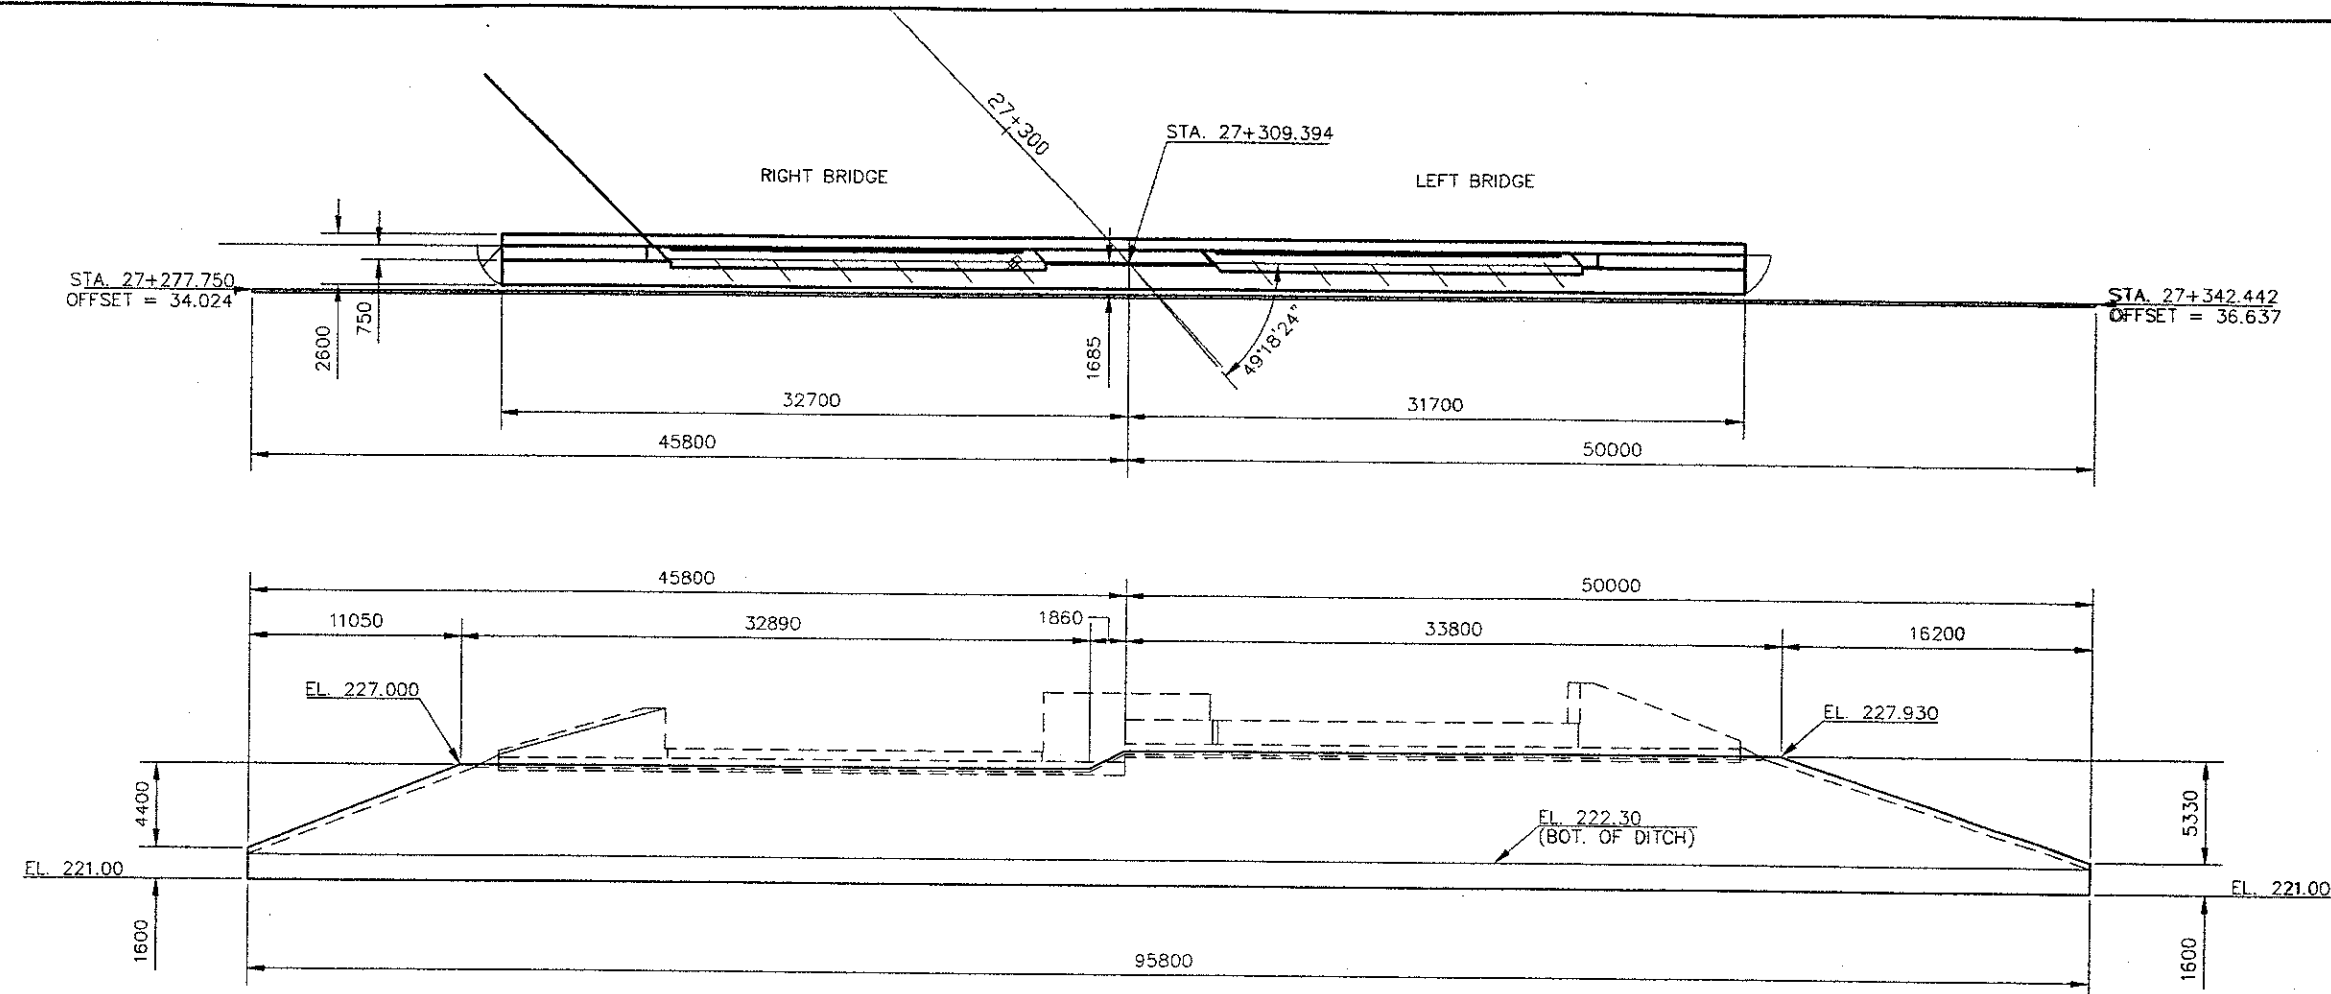 27+300
STA. 27+309.394
RIGHT BRIDGE
LEFT BRIDGE
STA. 27+277.750
OFFSET = 34.024
2600
750
1685
49°18'24"
STA. 27+342.442
OFFSET = 36.637
32700
31700
45800
50000
45800
50000
11050
32890
1860
33800
16200
EL. 227.000
EL. 227.930
4400
5330
EL. 222.30
(BOT. OF DITCH)
EL. 221.00
EL. 221.00
1600
1600
95800